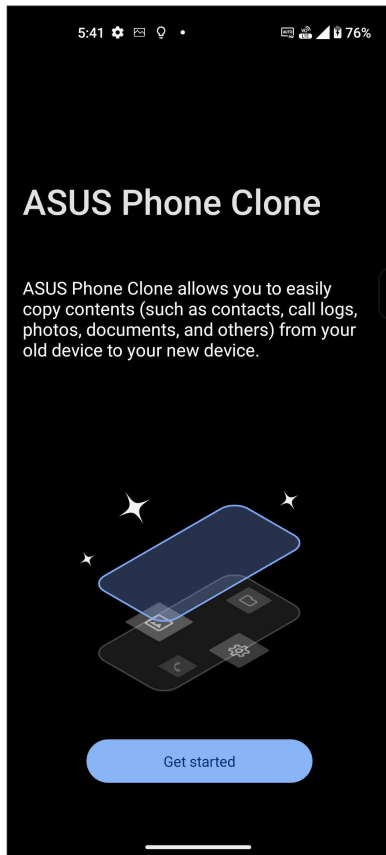 5:41
76%
ASUS Phone Clone
ASUS Phone Clone allows you to easily
copy contents (such as contacts, call logs,
photos, documents, and others) from your
old device to your new device.
Get started